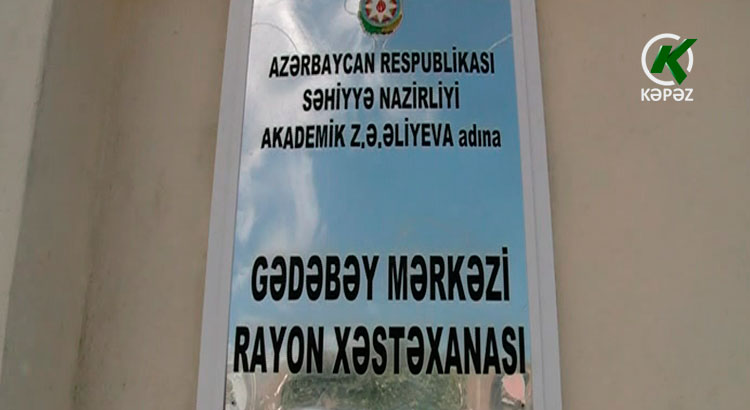 AZƏRBAYCAN RESPUBLİKASI
SƏHİYYƏ NAZİRLİYİ
AKADEMİK Z.Ə.ƏLİYEVA adına
GƏDƏBƏY MƏRKƏZİ
RAYON XƏSTƏXANASI
K
KƏPƏZ